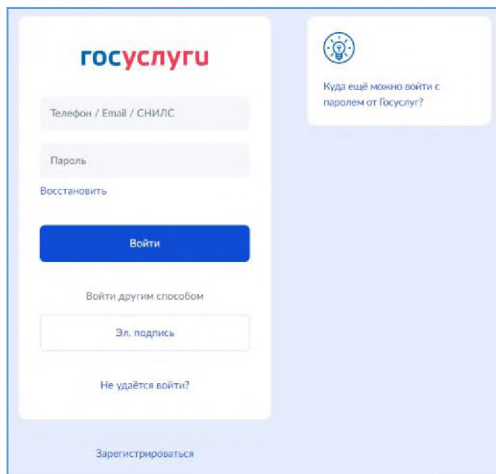 госуслуги
Телефон / Email / СНИЛС
Пароль
Восстановить
Войти
Войти другим способом
Эл. подпись
Не удаётся войти?
Зарегистрироваться
Куда ещё можно войти с
паролем от Госуслуг?